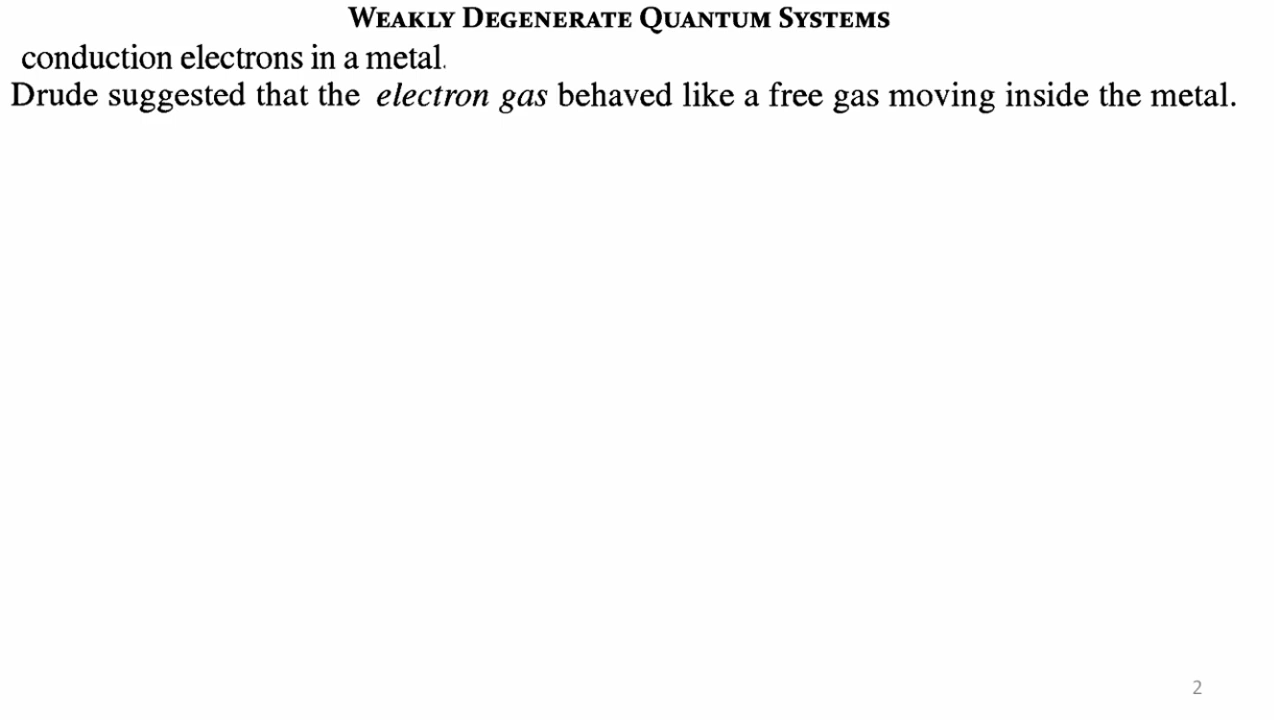 WEAKLY DEGENERATE QUANTUM SYSTEMS
conduction electrons in a metal.
Drude suggested that the electron gas behaved like a free gas moving inside the metal.
2